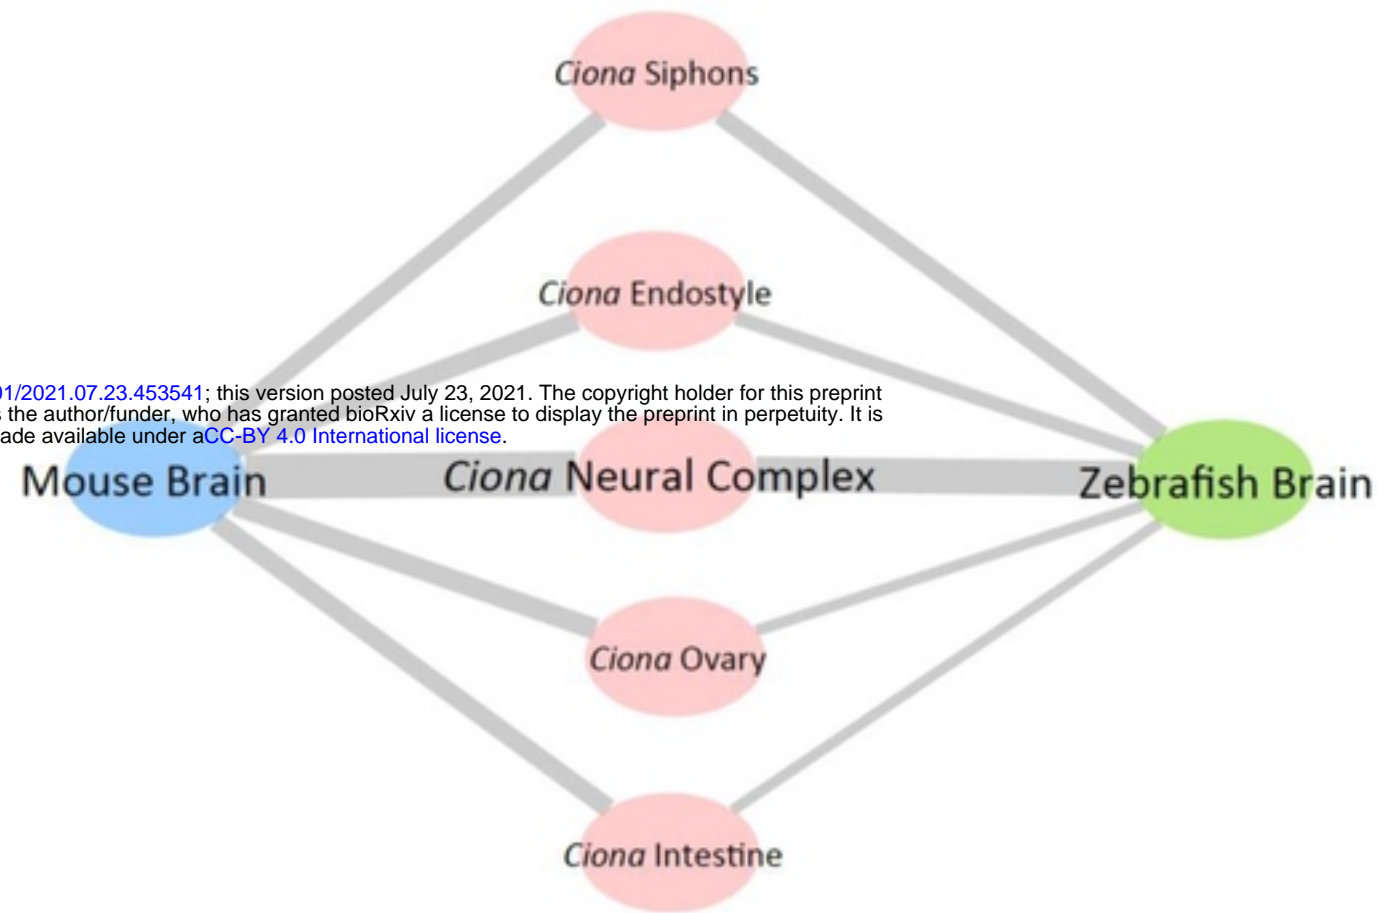 Ciona Siphons
Ciona Endostyle
01/2021.07.23.453541; this version posted July 23, 2021. The copyright holder for this preprint
s the author/funder, who has granted bioRxiv a license to display the preprint in perpetuity. It is
ade available under aCC-BY 4.0 International license.
Mouse Brain
Ciona Neural Complex
Zebrafish Brain
Ciona Ovary
Ciona Intestine